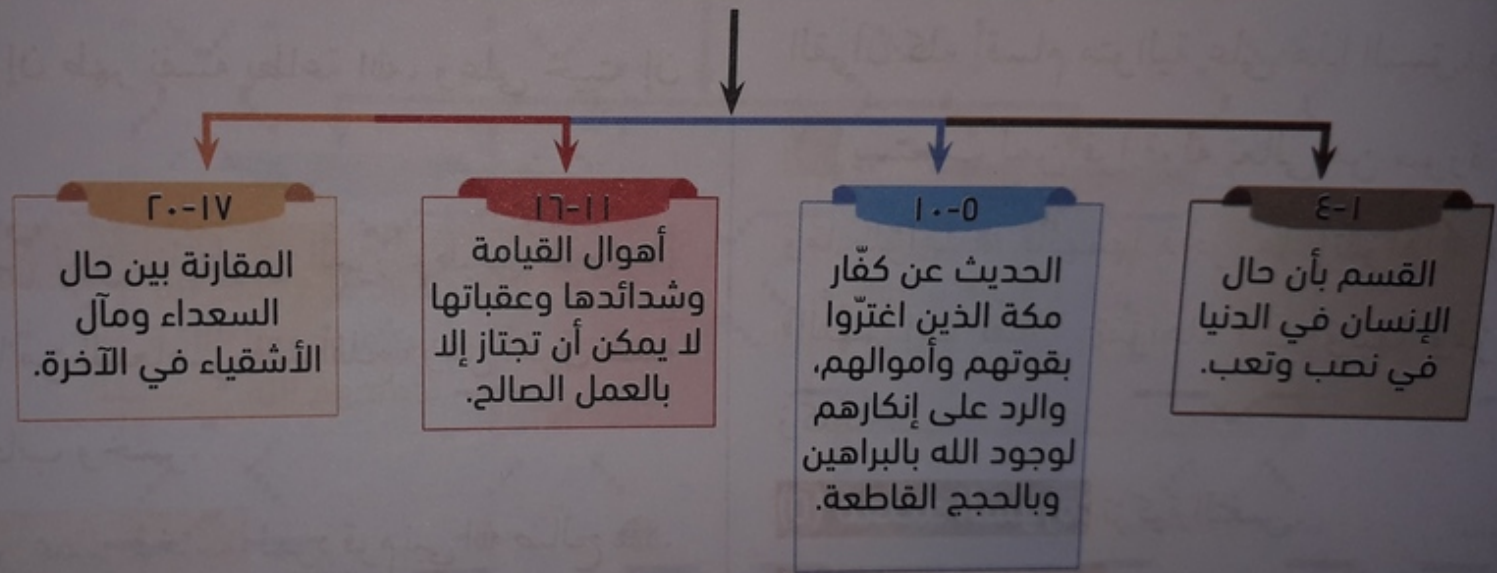 ١-٤
القسم بأن حال
الإنسان في الدنيا
في نصب وتعب.
٥-١٠
الحديث عن كفّار
مكة الذين اغترّوا
بقوتهم وأموالهم،
والرد على إنكارهم
لوجود الله بالبراهين
وبالحجج القاطعة.
١١-١٦
أهوال القيامة
وشدائدها وعقباتها
لا يمكن أن تجتاز إلا
بالعمل الصالح.
١٧-٢٠
المقارنة بين حال
السعداء ومآل
الأشقياء في الآخرة.